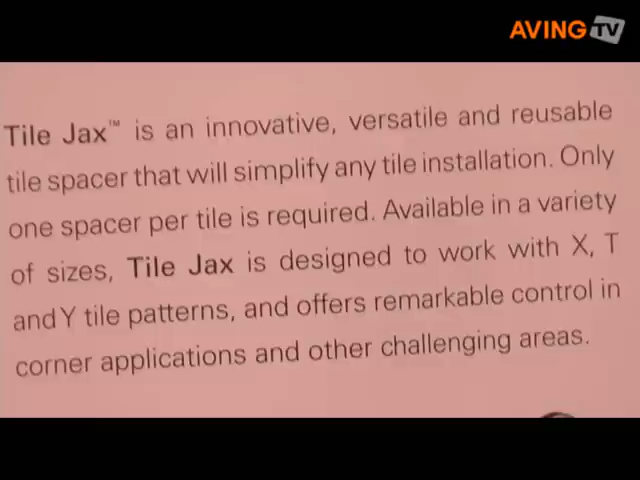 AVING TV
Tile Jax™ is an innovative, versatile and reusable
tile spacer that will simplify any tile installation. Only
one spacer per tile is required. Available in a variety
of sizes, Tile Jax is designed to work with X, T
and Y tile patterns, and offers remarkable control in
corner applications and other challenging areas.